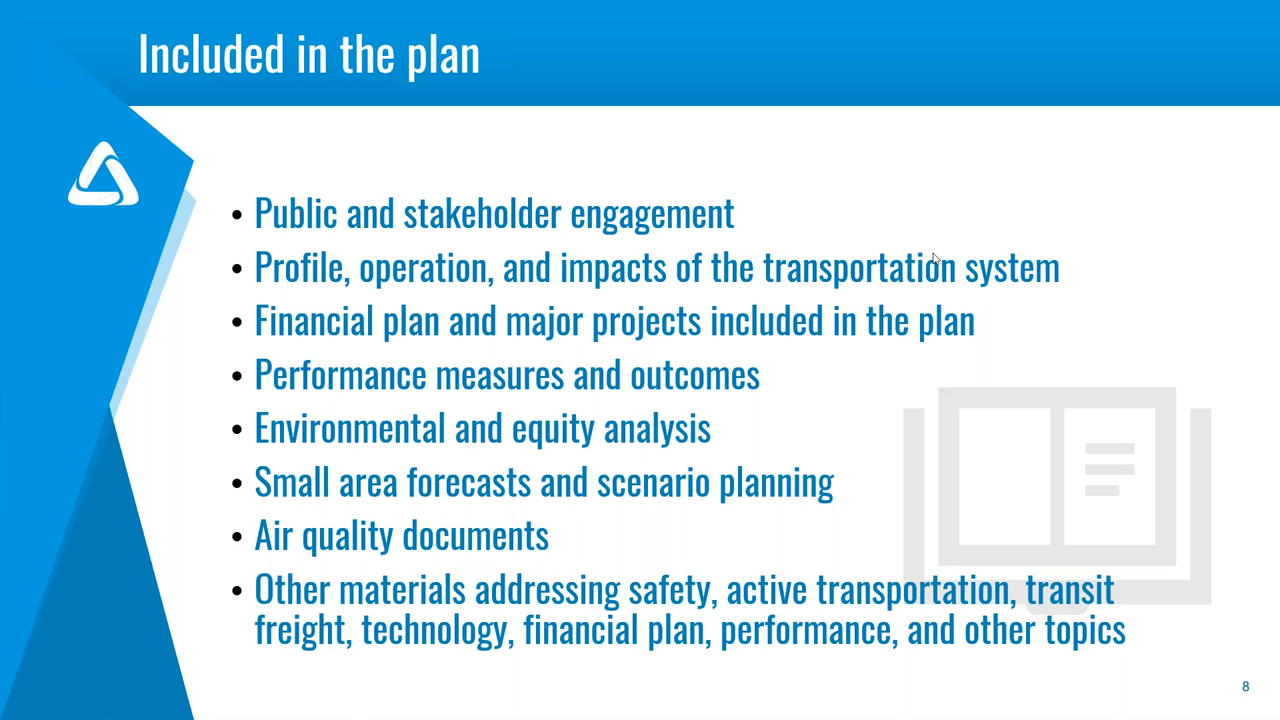 Included in the plan
• Public and stakeholder engagement
• Profile, operation, and impacts of the transportation system
• Financial plan and major projects included in the plan
• Performance measures and outcomes
• Environmental and equity analysis
• Small area forecasts and scenario planning
• Air quality documents
• Other materials addressing safety, active transportation, transit
freight, technology, financial plan, performance, and other topics
8